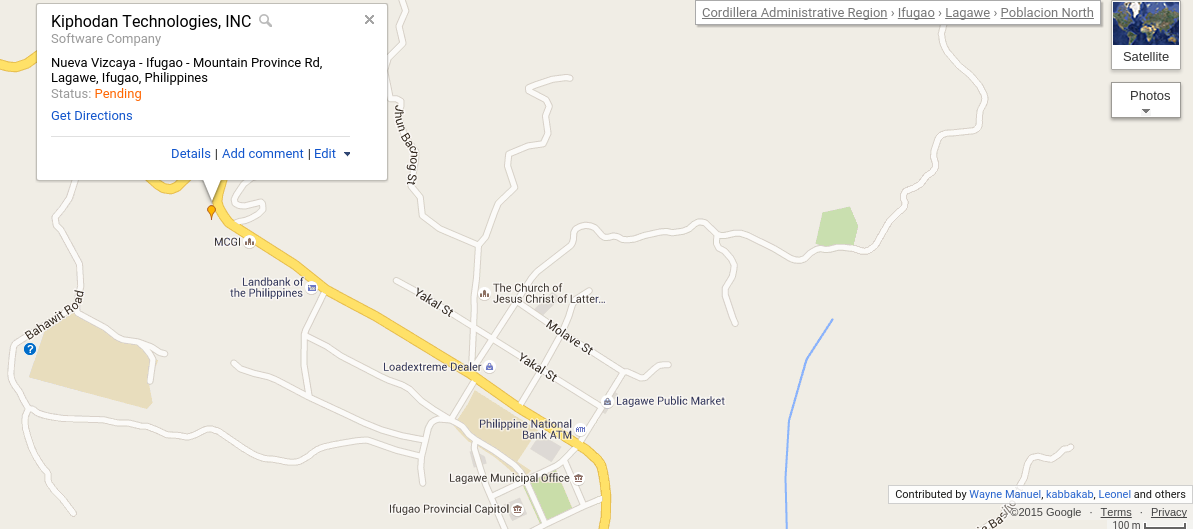 Kiphodan Technologies, INC
Software Company
Nueva Vizcaya - Ifugao - Mountain Province Rd,
Lagawe, Ifugao, Philippines
Status: Pending
Get Directions
Details | Add comment | Edit
Cordillera Administrative Region › Ifugao › Lagawe › Poblacion North
Satellite
Photos
Jhun Bacnog St
MCGI
Landbank of
the Philippines
The Church of
Jesus Christ of Latter...
Yakal St
Bahawit Road
?
Molave St
Yakal St
Loadextreme Dealer
Lagawe Public Market
Philippine National
Bank ATM
ATM
Lagawe Municipal Office
Ifugao Provincial Capitol
Contributed by Wayne Manuel, kabbakab, Leonel and others
©2015 Google · Terms · Privacy
100 m